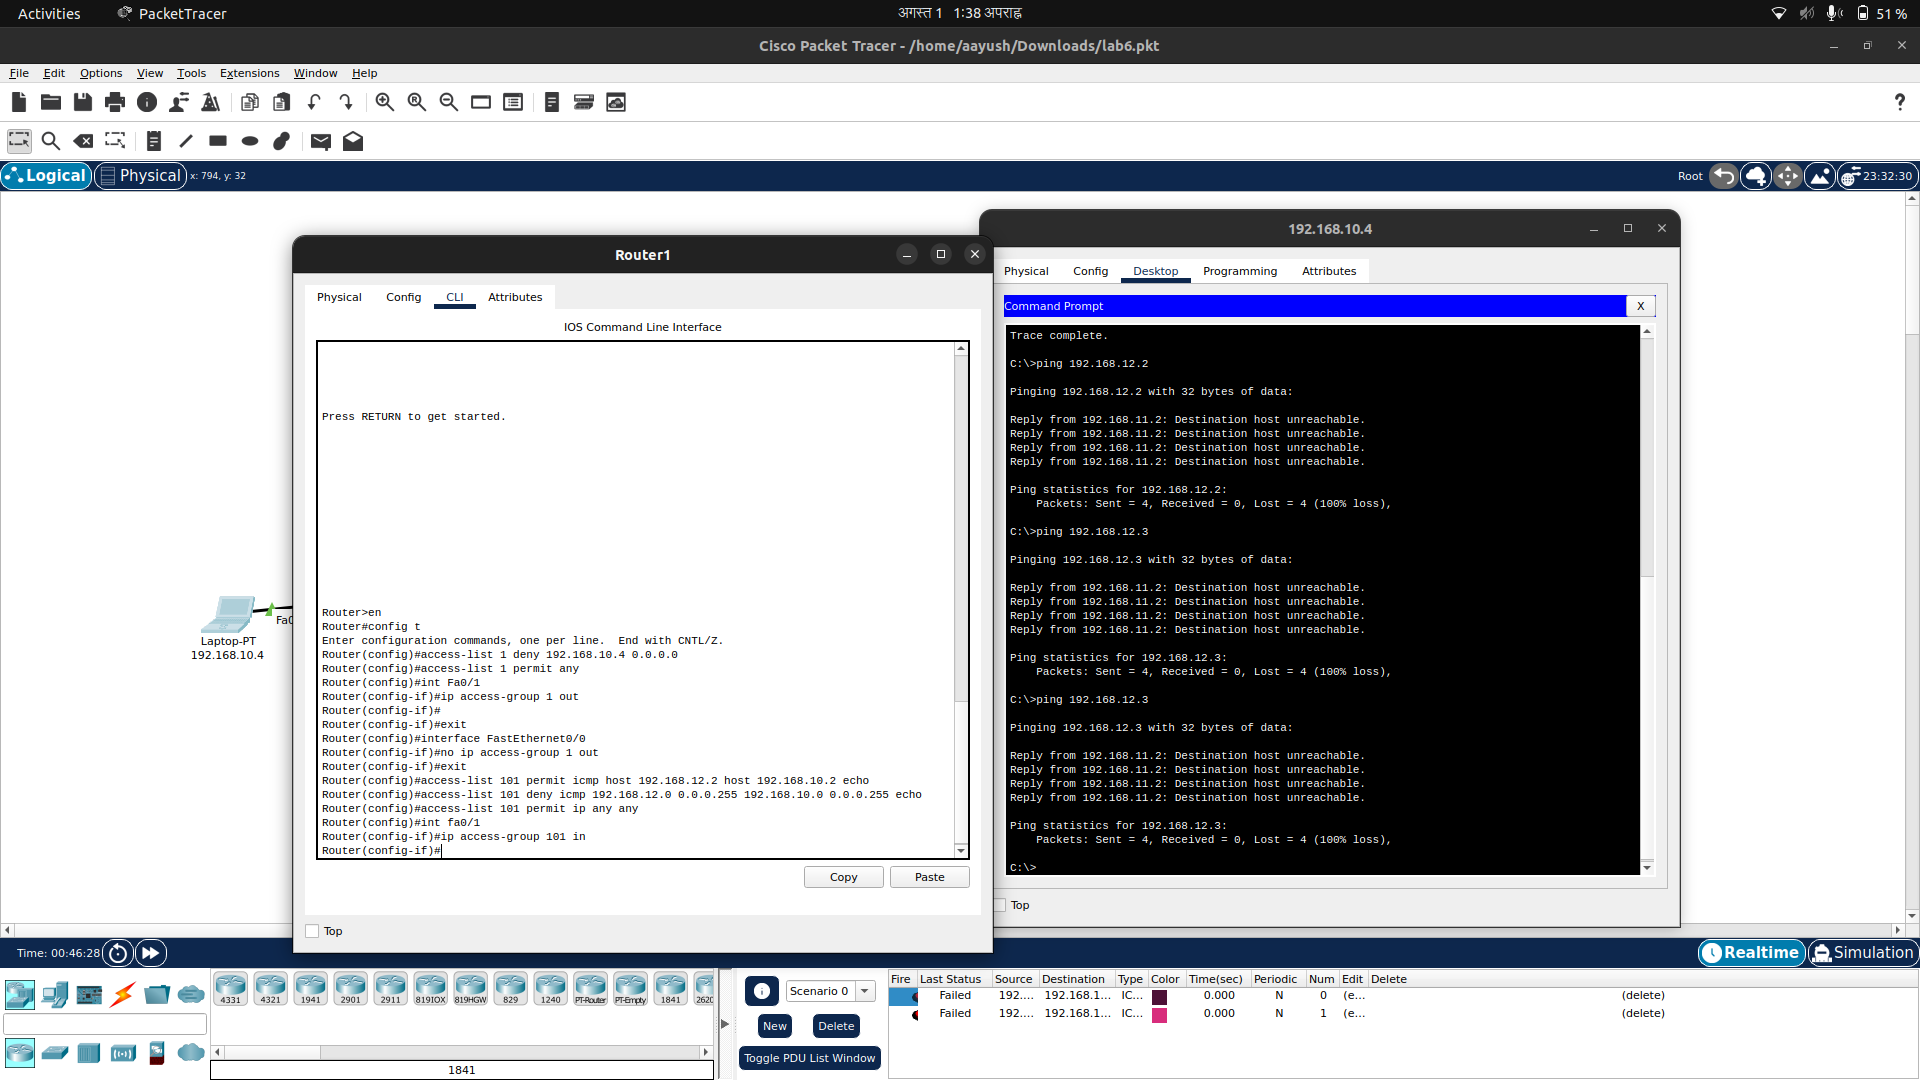 Activities
PacketTracer
अगस्त 1 1:38 अपराह्न
51 %
Cisco Packet Tracer - /home/aayush/Downloads/lab6.pkt
File Edit Options View Tools Extensions Window Help
Logical
Physical
x: 794, y: 32
Root
23:32:30
Laptop-PT
192.168.10.4
Router1
Physical Config CLI Attributes
IOS Command Line Interface
Press RETURN to get started.
Router>en
Router#config t
Enter configuration commands, one per line.  End with CNTL/Z.
Router(config)#access-list 1 deny 192.168.10.4 0.0.0.0
Router(config)#access-list 1 permit any
Router(config)#int Fa0/1
Router(config-if)#ip access-group 1 out
Router(config-if)#
Router(config-if)#exit
Router(config)#interface FastEthernet0/0
Router(config-if)#no ip access-group 1 out
Router(config-if)#exit
Router(config)#access-list 101 permit icmp host 192.168.12.2 host 192.168.10.2 echo
Router(config)#access-list 101 deny icmp 192.168.12.0 0.0.0.255 192.168.10.0 0.0.0.255 echo
Router(config)#access-list 101 permit ip any any
Router(config)#int fa0/1
Router(config-if)#ip access-group 101 in
Router(config-if)#
Copy Paste
Top
192.168.10.4
Physical Config Desktop Programming Attributes
Command Prompt
X
Trace complete.
C:\>ping 192.168.12.2
Pinging 192.168.12.2 with 32 bytes of data:
Reply from 192.168.11.2: Destination host unreachable.
Reply from 192.168.11.2: Destination host unreachable.
Reply from 192.168.11.2: Destination host unreachable.
Reply from 192.168.11.2: Destination host unreachable.
Ping statistics for 192.168.12.2:
Packets: Sent = 4, Received = 0, Lost = 4 (100% loss),
C:\>ping 192.168.12.3
Pinging 192.168.12.3 with 32 bytes of data:
Reply from 192.168.11.2: Destination host unreachable.
Reply from 192.168.11.2: Destination host unreachable.
Reply from 192.168.11.2: Destination host unreachable.
Reply from 192.168.11.2: Destination host unreachable.
Ping statistics for 192.168.12.3:
Packets: Sent = 4, Received = 0, Lost = 4 (100% loss),
C:\>ping 192.168.12.3
Pinging 192.168.12.3 with 32 bytes of data:
Reply from 192.168.11.2: Destination host unreachable.
Reply from 192.168.11.2: Destination host unreachable.
Reply from 192.168.11.2: Destination host unreachable.
Reply from 192.168.11.2: Destination host unreachable.
Ping statistics for 192.168.12.3:
Packets: Sent = 4, Received = 0, Lost = 4 (100% loss),
C:\>
Top
Time: 00:46:28
Realtime
Simulation
4331 4321 1941 2901 2911 819IOX 819HGW 829 1240 PT-Router PT-Empty 1841 2620
1841
Scenario 0
New Delete
Toggle PDU List Window
Fire Last Status Source Destination Type Color Time(sec) Periodic Num Edit Delete
Failed 192.... 192.168.1... IC... 0.000 N 0 (e... (delete)
Failed 192.... 192.168.1... IC... 0.000 N 1 (e... (delete)